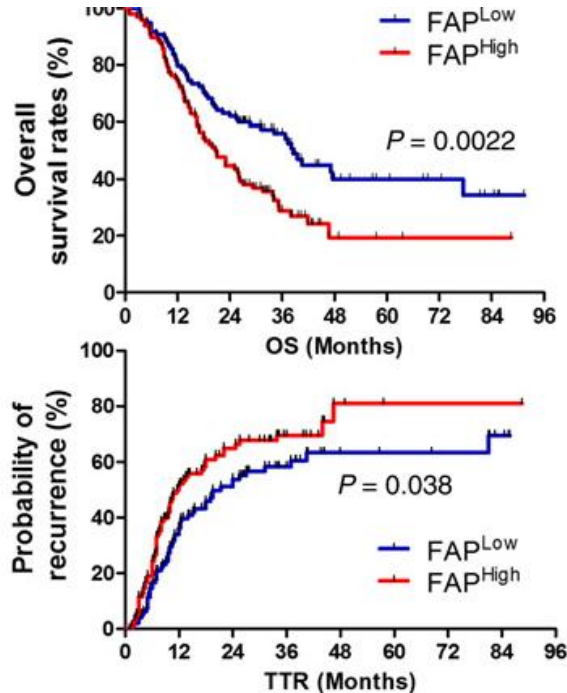 100
FAP^Low
FAP^High
80
60
P = 0.0022
40
20
0
0 12 24 36 48 60 72 84 96
OS (Months)
Overall
survival rates (%)
100
80
60
P = 0.038
40
FAP^Low
20
FAP^High
0
0 12 24 36 48 60 72 84 96
TTR (Months)
Probability of
recurrence (%)